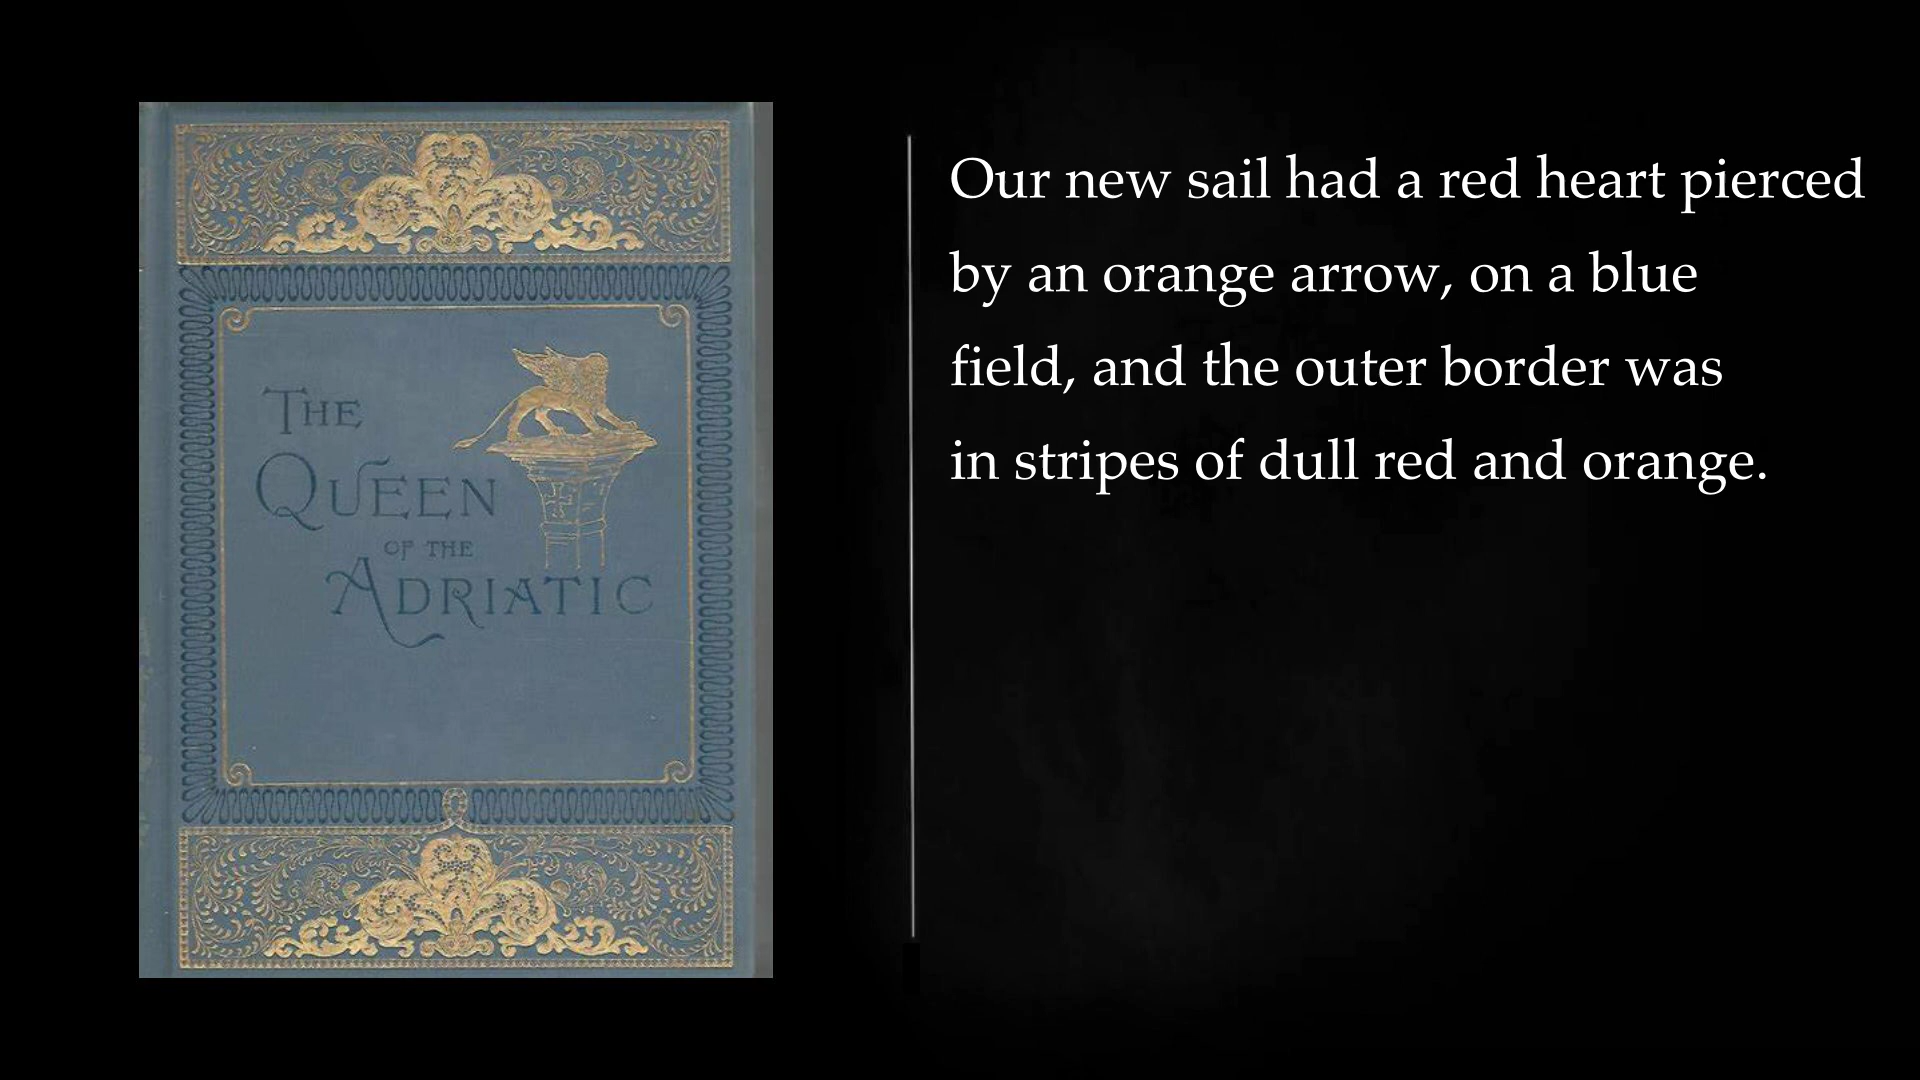 THE
QUEEN
OF THE
ADRIATIC
Our new sail had a red heart pierced
by an orange arrow, on a blue
field, and the outer border was
in stripes of dull red and orange.